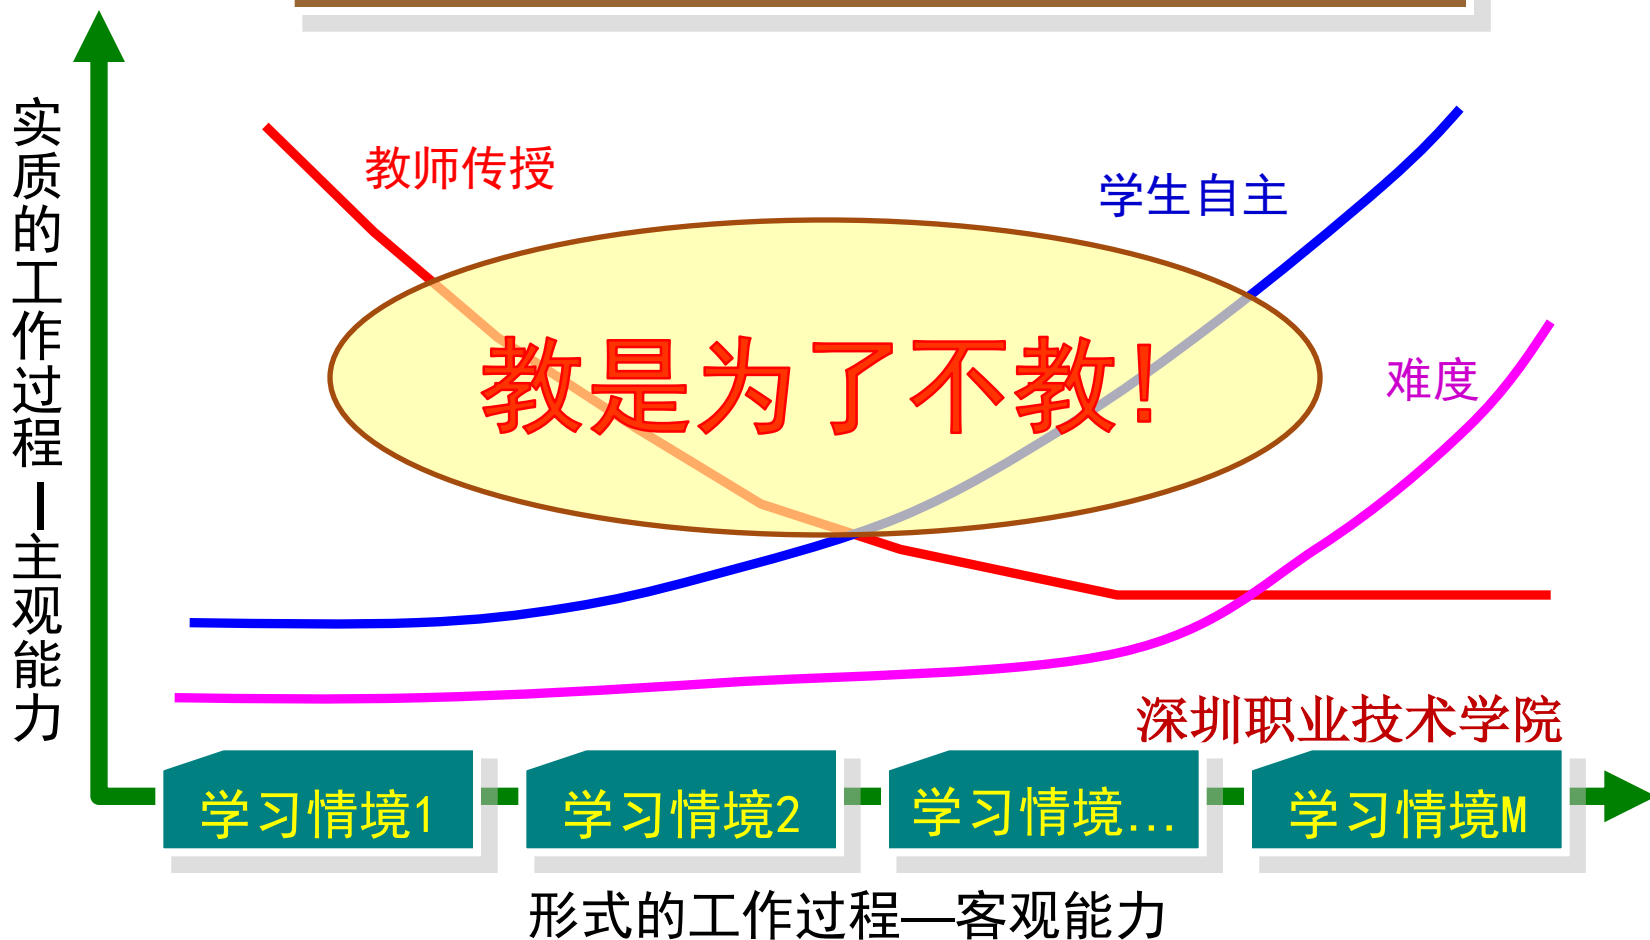 实质的工作过程—主观能力
教师传授
学生自主
教是为了不教!
难度
深圳职业技术学院
学习情境1
学习情境2
学习情境...
学习情境M
形式的工作过程—客观能力